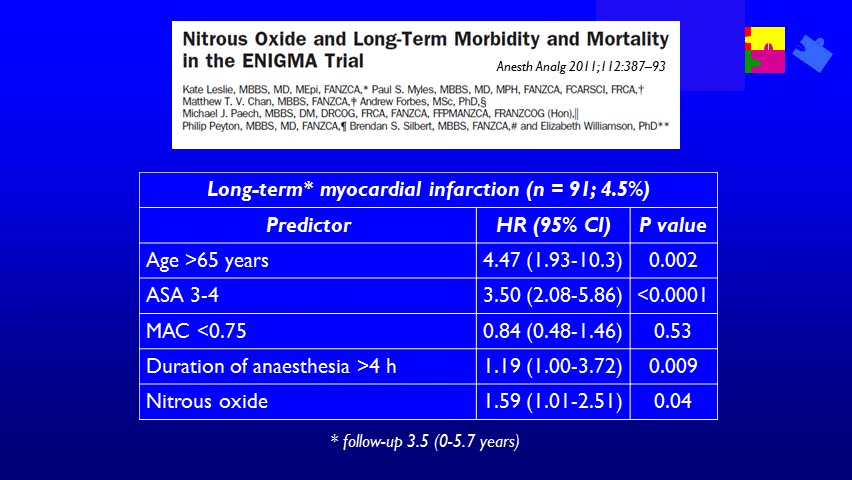 Nitrous Oxide and Long-Term Morbidity and Mortality
in the ENIGMA Trial
Anesth Analg 2011;112:387–93
Kate Leslie, MBBS, MD, MEpi, FANZCA,* Paul S. Myles, MBBS, MD, MPH, FANZCA, FCARSCI, FRCA,†
Matthew T. V. Chan, MBBS, FANZCA,‡ Andrew Forbes, MSc, PhD,§
Michael J. Paech, MBBS, DM, DRCOG, FRCA, FANZCA, FFPMANZCA, FRANZCOG (Hon),‖
Philip Peyton, MBBS, MD, FANZCA,¶ Brendan S. Silbert, MBBS, FANZCA,# and Elizabeth Williamson, PhD**
Long-term* myocardial infarction (n = 91; 4.5%)
Predictor HR (95% CI) P value
Age >65 years 4.47 (1.93-10.3) 0.002
ASA 3-4 3.50 (2.08-5.86) <0.0001
MAC <0.75 0.84 (0.48-1.46) 0.53
Duration of anaesthesia >4 h 1.19 (1.00-3.72) 0.009
Nitrous oxide 1.59 (1.01-2.51) 0.04
* follow-up 3.5 (0-5.7 years)